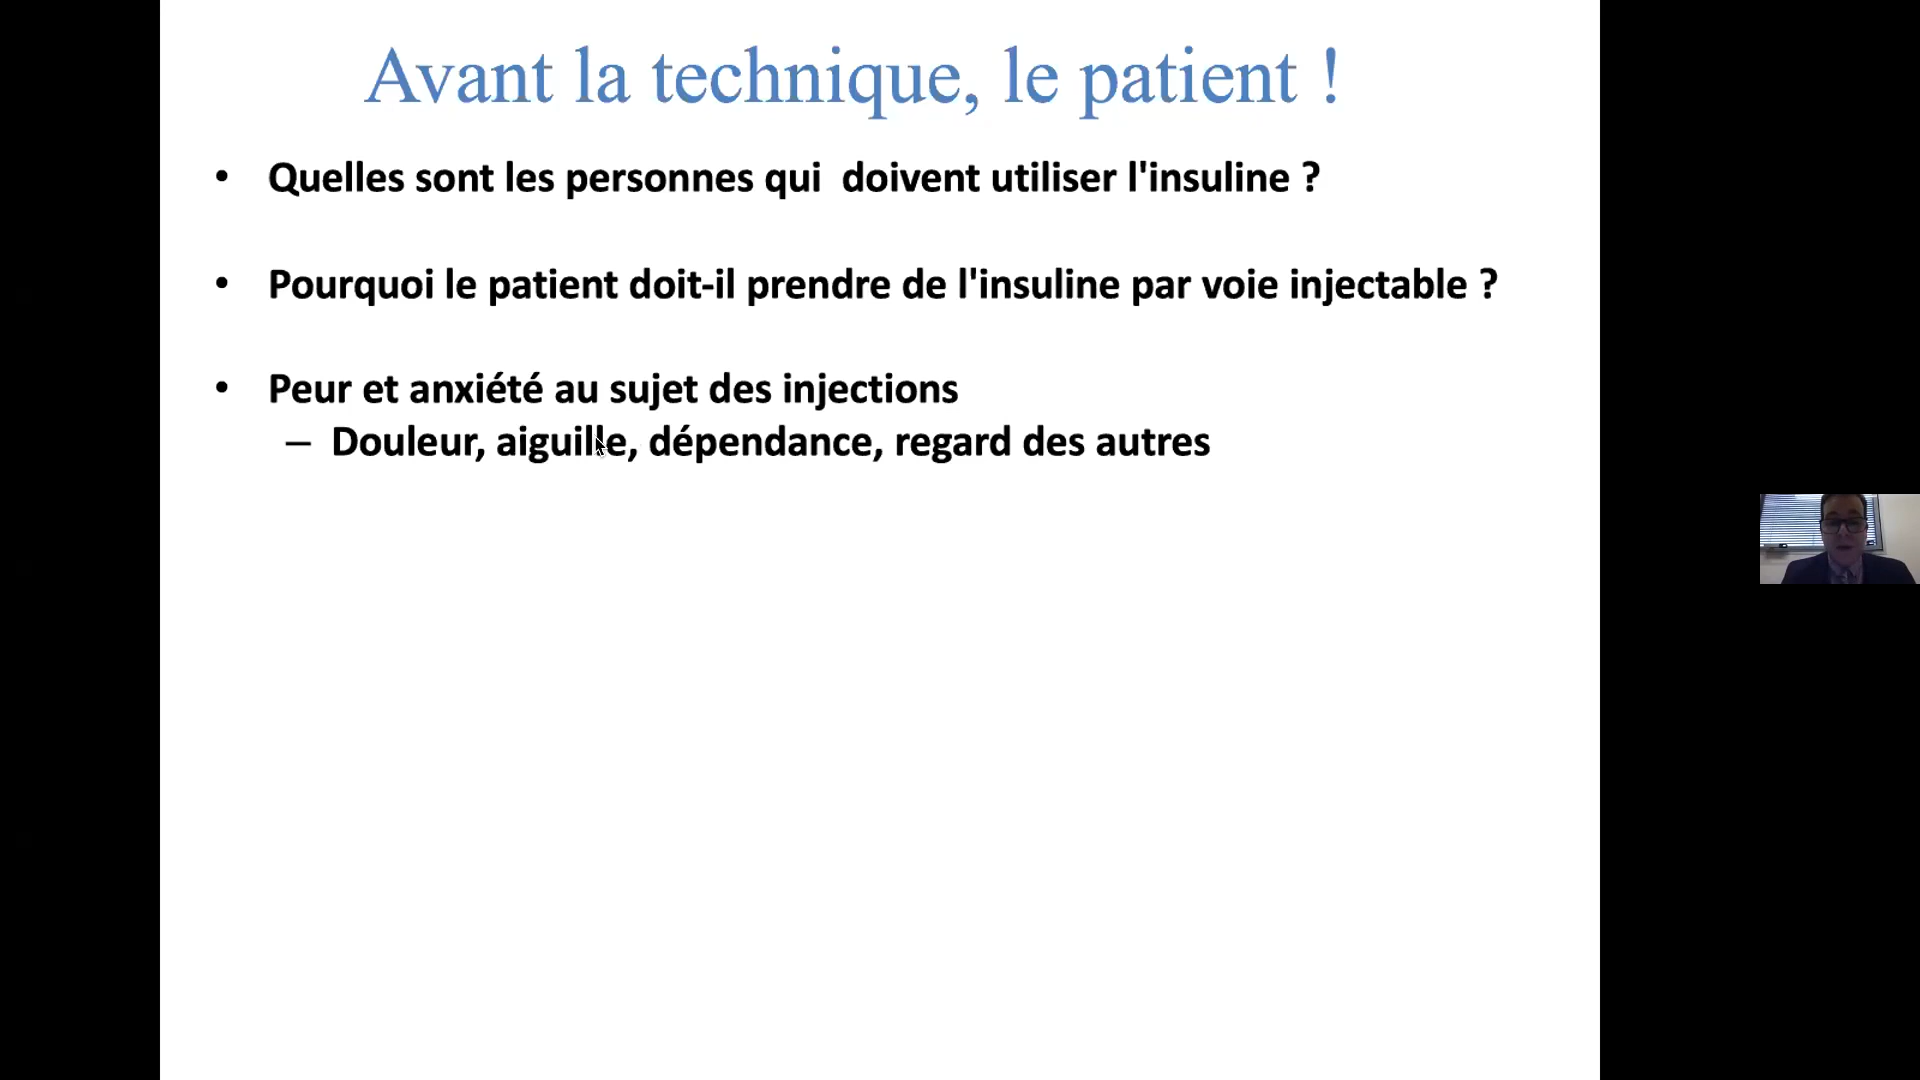 Avant la technique, le patient !
• Quelles sont les personnes qui  doivent utiliser l'insuline ?
• Pourquoi le patient doit-il prendre de l'insuline par voie injectable ?
• Peur et anxiété au sujet des injections
– Douleur, aiguille, dépendance, regard des autres